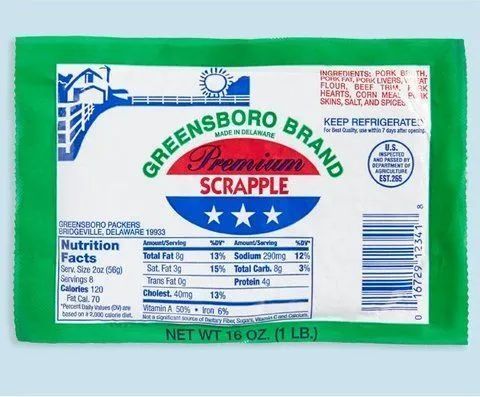 INGREDIENTS: PORK BROTH,
PORK FAT, PORK LIVERS, WHEAT
FLOUR, BEEF TRIM, PORK
HEARTS, CORN MEAL, PORK
SKINS, SALT, AND SPICES
KEEP REFRIGERATED
For Best Quality, use within 7 days after opening.
U.S.
INSPECTED
AND PASSED BY
DEPARTMENT OF
AGRICULTURE
EST.255
GREENSBORO BRAND
MADE IN DELAWARE
Premium
SCRAPPLE
GREENSBORO PACKERS
BRIDGEVILLE, DELAWARE 19933
Nutrition
Facts
Serv. Size 2oz (56g)
Servings 8
Calories 120
Fat Cal. 70
*Percent Daily Values (DV) are
based on a 2,000 calorie diet.
Amount/Serving %DV* Amount/Serving %DV*
Total Fat 8g 13% Sodium 290mg 12%
Sat. Fat 3g 15% Total Carb. 8g 3%
Trans Fat 0g Protein 4g
Cholest. 40mg 13%
Vitamin A 50% • Iron 6%
Not a significant source of Dietary Fiber, Sugars, Vitamin C and Calcium.
0 16729 12341 8
NET WT 16 OZ. (1 LB.)